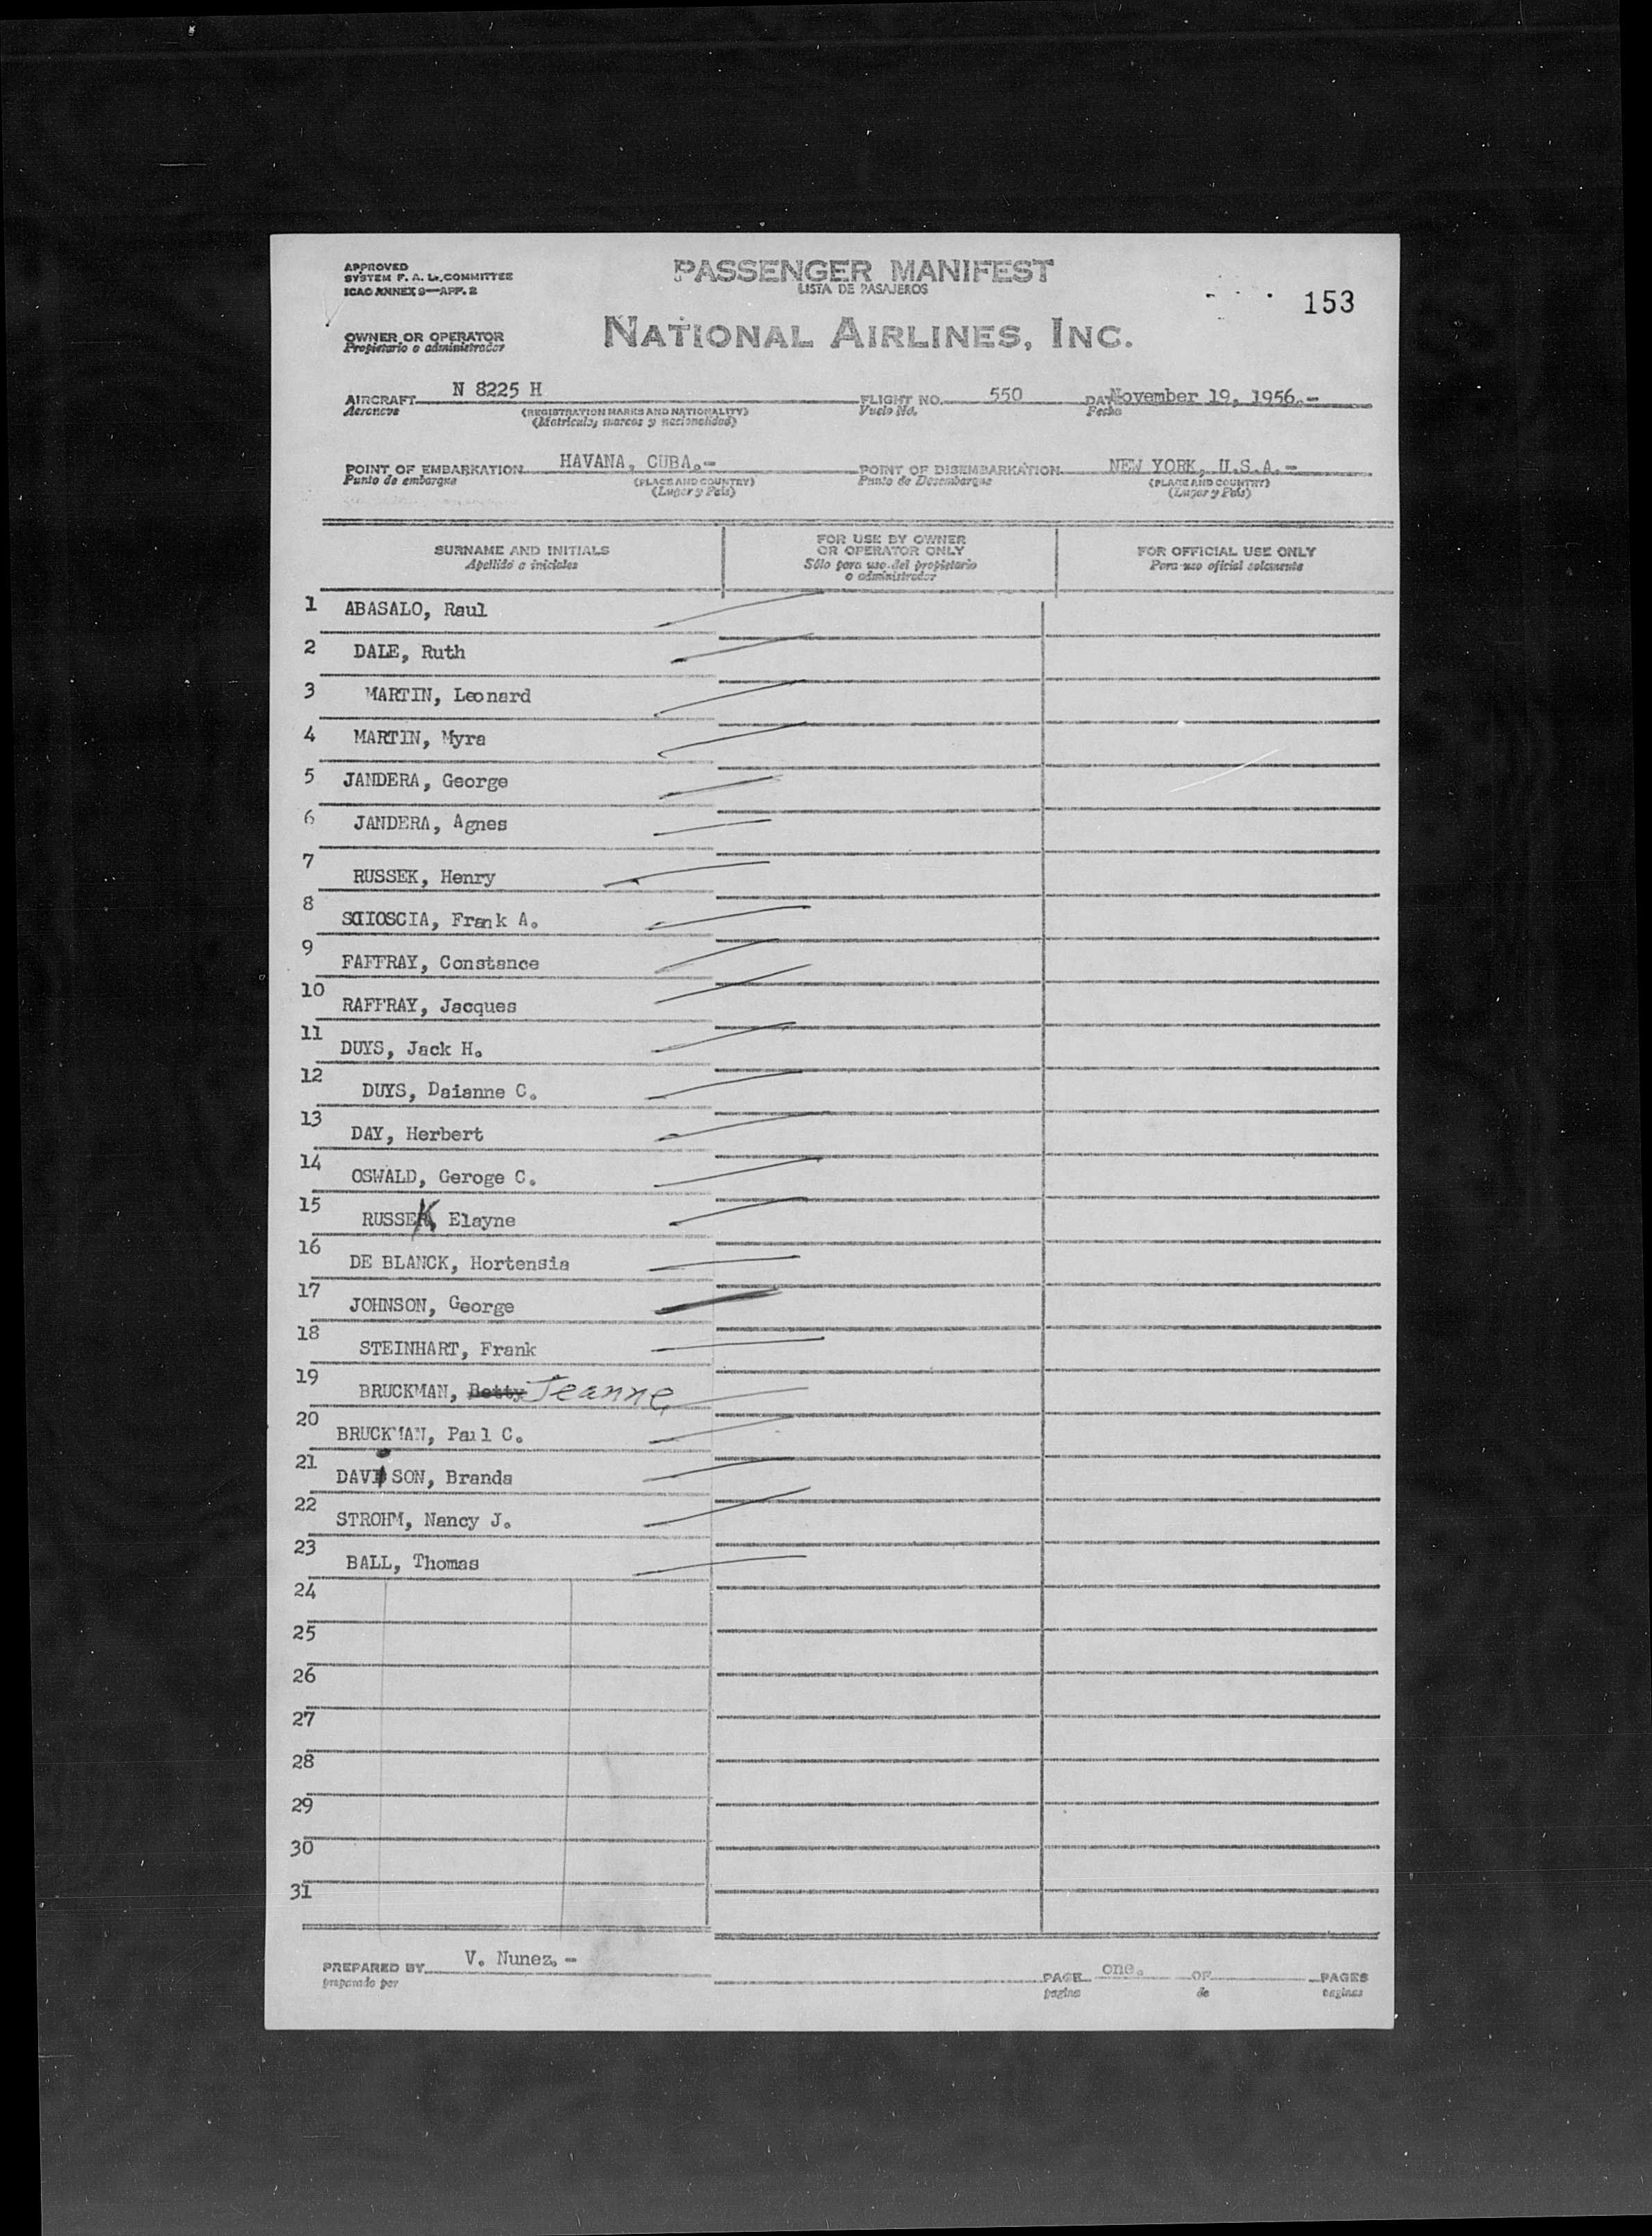 APPROVED
SYSTEM F. A. L. COMMITTEE
ICAO ANNEX 9—APP. 2
PASSENGER MANIFEST
LISTA DE PASAJEROS
153
OWNER OR OPERATOR
Propietario o administrador
NATIONAL AIRLINES, INC.
AIRCRAFT N 8225 H FLIGHT NO. 550 DATE November 19, 1956.-
Aeronave (REGISTRATION MARKS AND NATIONALITY) Vuelo No. Fecha
(Matricula, marcas y nacionalidad)
POINT OF EMBARKATION HAVANA, CUBA.- POINT OF DISEMBARKATION NEW YORK, U.S.A.-
Punto de embarque (PLACE AND COUNTRY) Punto de Desembarque (PLACE AND COUNTRY)
(Lugar y País) (Lugar y País)
SURNAME AND INITIALS
Apellido a iniciales
FOR USE BY OWNER
OR OPERATOR ONLY
Sólo para uso del propietario
o administrador
FOR OFFICIAL USE ONLY
Para uso oficial solamente
1 ABASALO, Raul
2 DALE, Ruth
3 MARTIN, Leonard
4 MARTIN, Myra
5 JANDERA, George
6 JANDERA, Agnes
7 RUSSEK, Henry
8 SCIOSCIA, Frank A.
9 FAFFRAY, Constance
10 RAFFRAY, Jacques
11 DUYS, Jack H.
12 DUYS, Daianne C.
13 DAY, Herbert
14 OSWALD, Geroge C.
15 RUSSEK, Elayne
16 DE BLANCK, Hortensia
17 JOHNSON, George
18 STEINHART, Frank
19 BRUCKMAN, Betty Jeanne
20 BRUCKMAN, Paul C.
21 DAVISON, Branda
22 STROHM, Nancy J.
23 BALL, Thomas
24
25
26
27
28
29
30
31
PREPARED BY V. Nunez.-
preparado por
PAGE one. OF PAGES
pagina de paginas